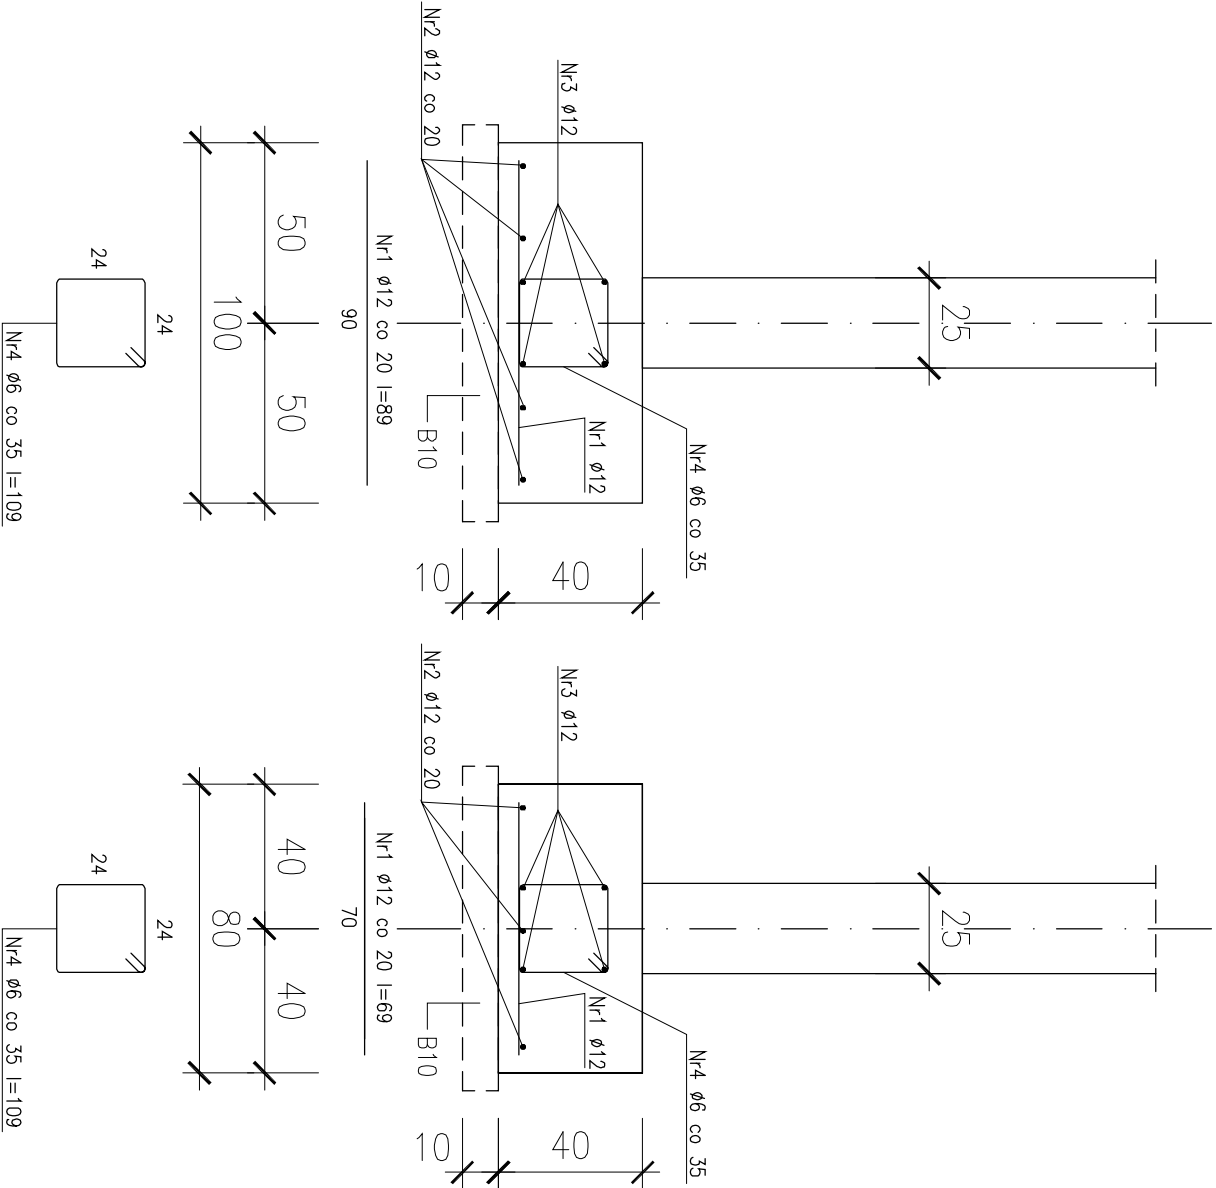 Nr2 ø12 co 20
Nr3 ø12
50
50
100
24
24
Nr4 ø6 co 35 l=109
Nr1 ø12 co 20 l=89
90
B10
Nr1 ø12
Nr4 ø6 co 35
25
10
40
Nr2 ø12 co 20
Nr3 ø12
40
40
80
24
24
Nr4 ø6 co 35 l=109
Nr1 ø12 co 20 l=69
70
B10
Nr1 ø12
Nr4 ø6 co 35
25
10
40